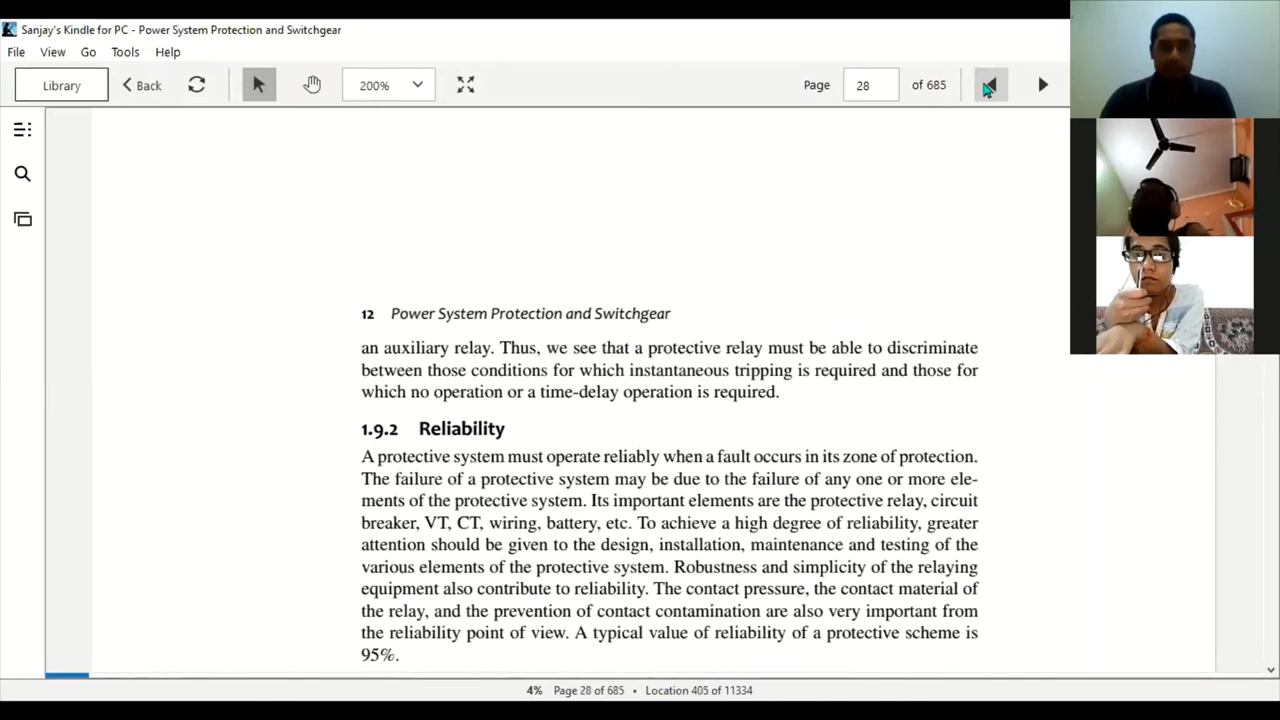 Sanjay's Kindle for PC - Power System Protection and Switchgear
File View Go Tools Help
Library Back 200% Page 28 of 685
12 Power System Protection and Switchgear
an auxiliary relay. Thus, we see that a protective relay must be able to discriminate
between those conditions for which instantaneous tripping is required and those for
which no operation or a time-delay operation is required.
1.9.2 Reliability
A protective system must operate reliably when a fault occurs in its zone of protection.
The failure of a protective system may be due to the failure of any one or more ele-
ments of the protective system. Its important elements are the protective relay, circuit
breaker, VT, CT, wiring, battery, etc. To achieve a high degree of reliability, greater
attention should be given to the design, installation, maintenance and testing of the
various elements of the protective system. Robustness and simplicity of the relaying
equipment also contribute to reliability. The contact pressure, the contact material of
the relay, and the prevention of contact contamination are also very important from
the reliability point of view. A typical value of reliability of a protective scheme is
95%.
4% Page 28 of 685 • Location 405 of 11334